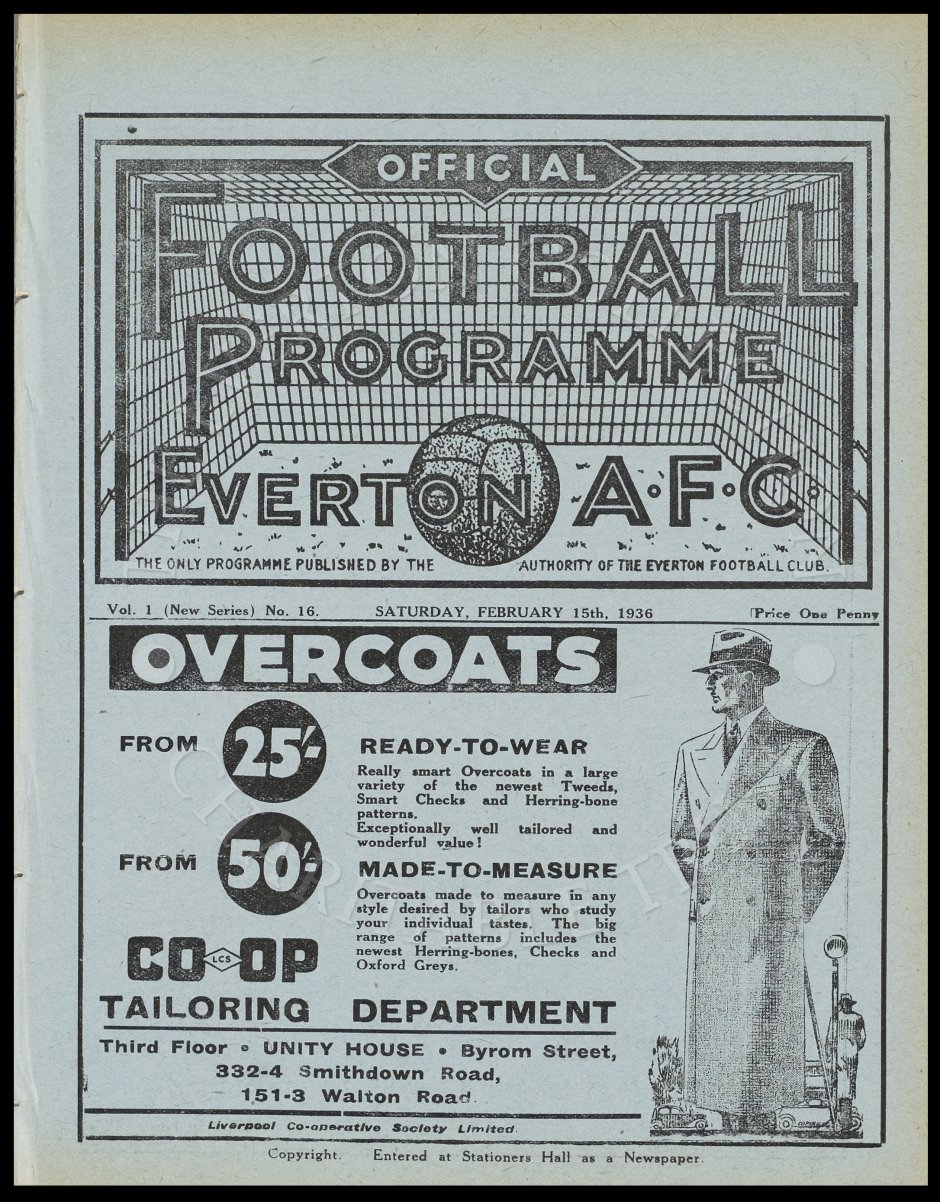 OFFICIAL
FOOTBALL
PROGRAMME
EVERTON A·F·C·
THE ONLY PROGRAMME PUBLISHED BY THE AUTHORITY OF THE EVERTON FOOTBALL CLUB.
Vol. 1 (New Series) No. 16. SATURDAY, FEBRUARY 15th, 1936 Price One Penny
OVERCOATS
FROM 25/-
READY-TO-WEAR
Really smart Overcoats in a large
variety of the newest Tweeds,
Smart Checks and Herring-bone
patterns.
Exceptionally well tailored and
wonderful value!
FROM 50/-
MADE-TO-MEASURE
Overcoats made to measure in any
style desired by tailors who study
your individual tastes. The big
range of patterns includes the
newest Herring-bones, Checks and
Oxford Greys.
CO LCS OP
TAILORING DEPARTMENT
Third Floor • UNITY HOUSE • Byrom Street,
332-4 Smithdown Road,
151-3 Walton Road.
Liverpool Co-operative Society Limited.
Copyright. Entered at Stationers Hall as a Newspaper.